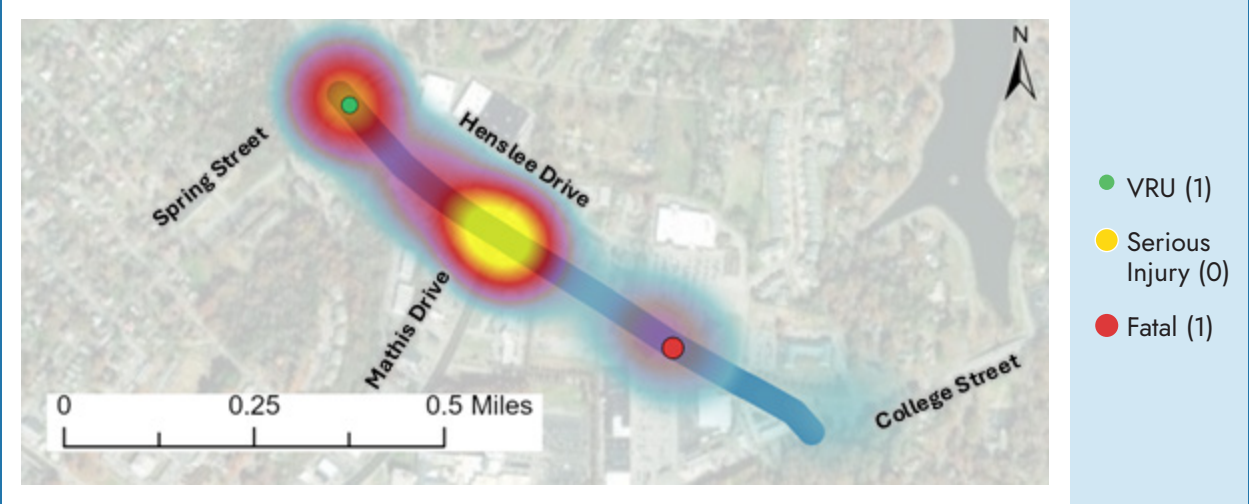 N
Henslee Drive
Spring Street
Mathis Drive
College Street
0 0.25 0.5 Miles
VRU (1)
Serious
Injury (0)
Fatal (1)